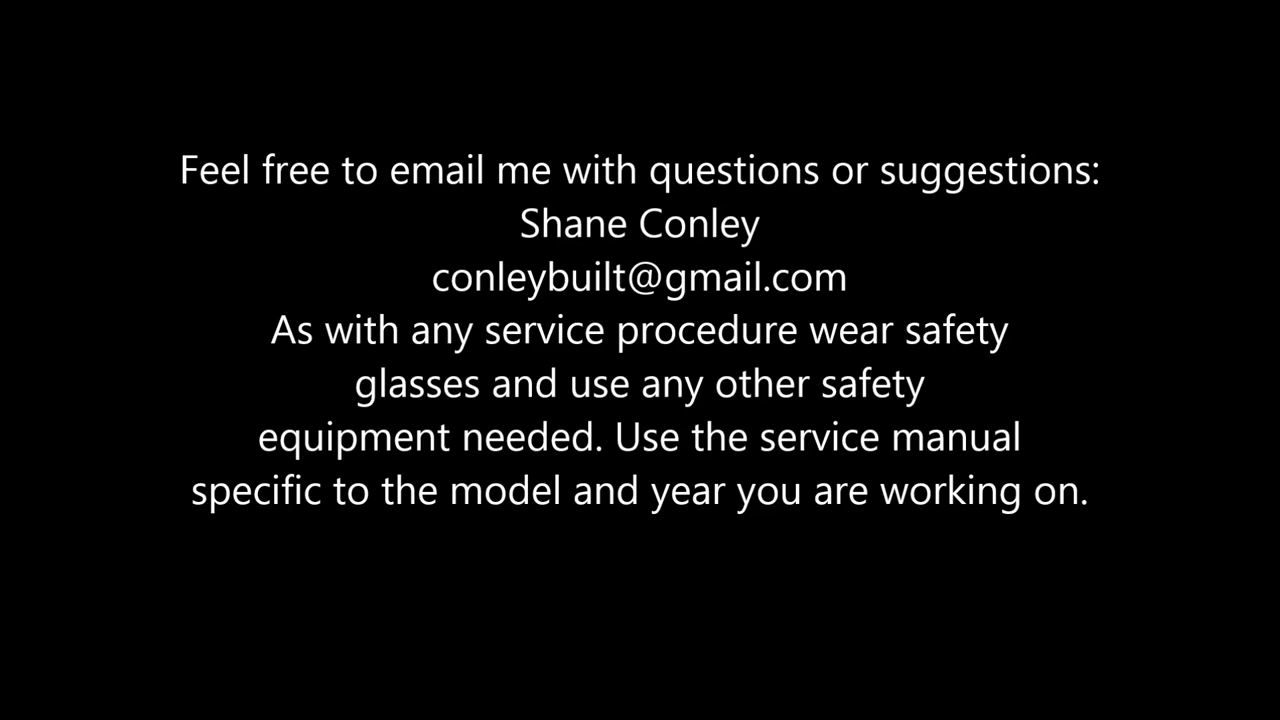 Feel free to email me with questions or suggestions:
Shane Conley
conleybuilt@gmail.com
As with any service procedure wear safety
glasses and use any other safety
equipment needed. Use the service manual
specific to the model and year you are working on.